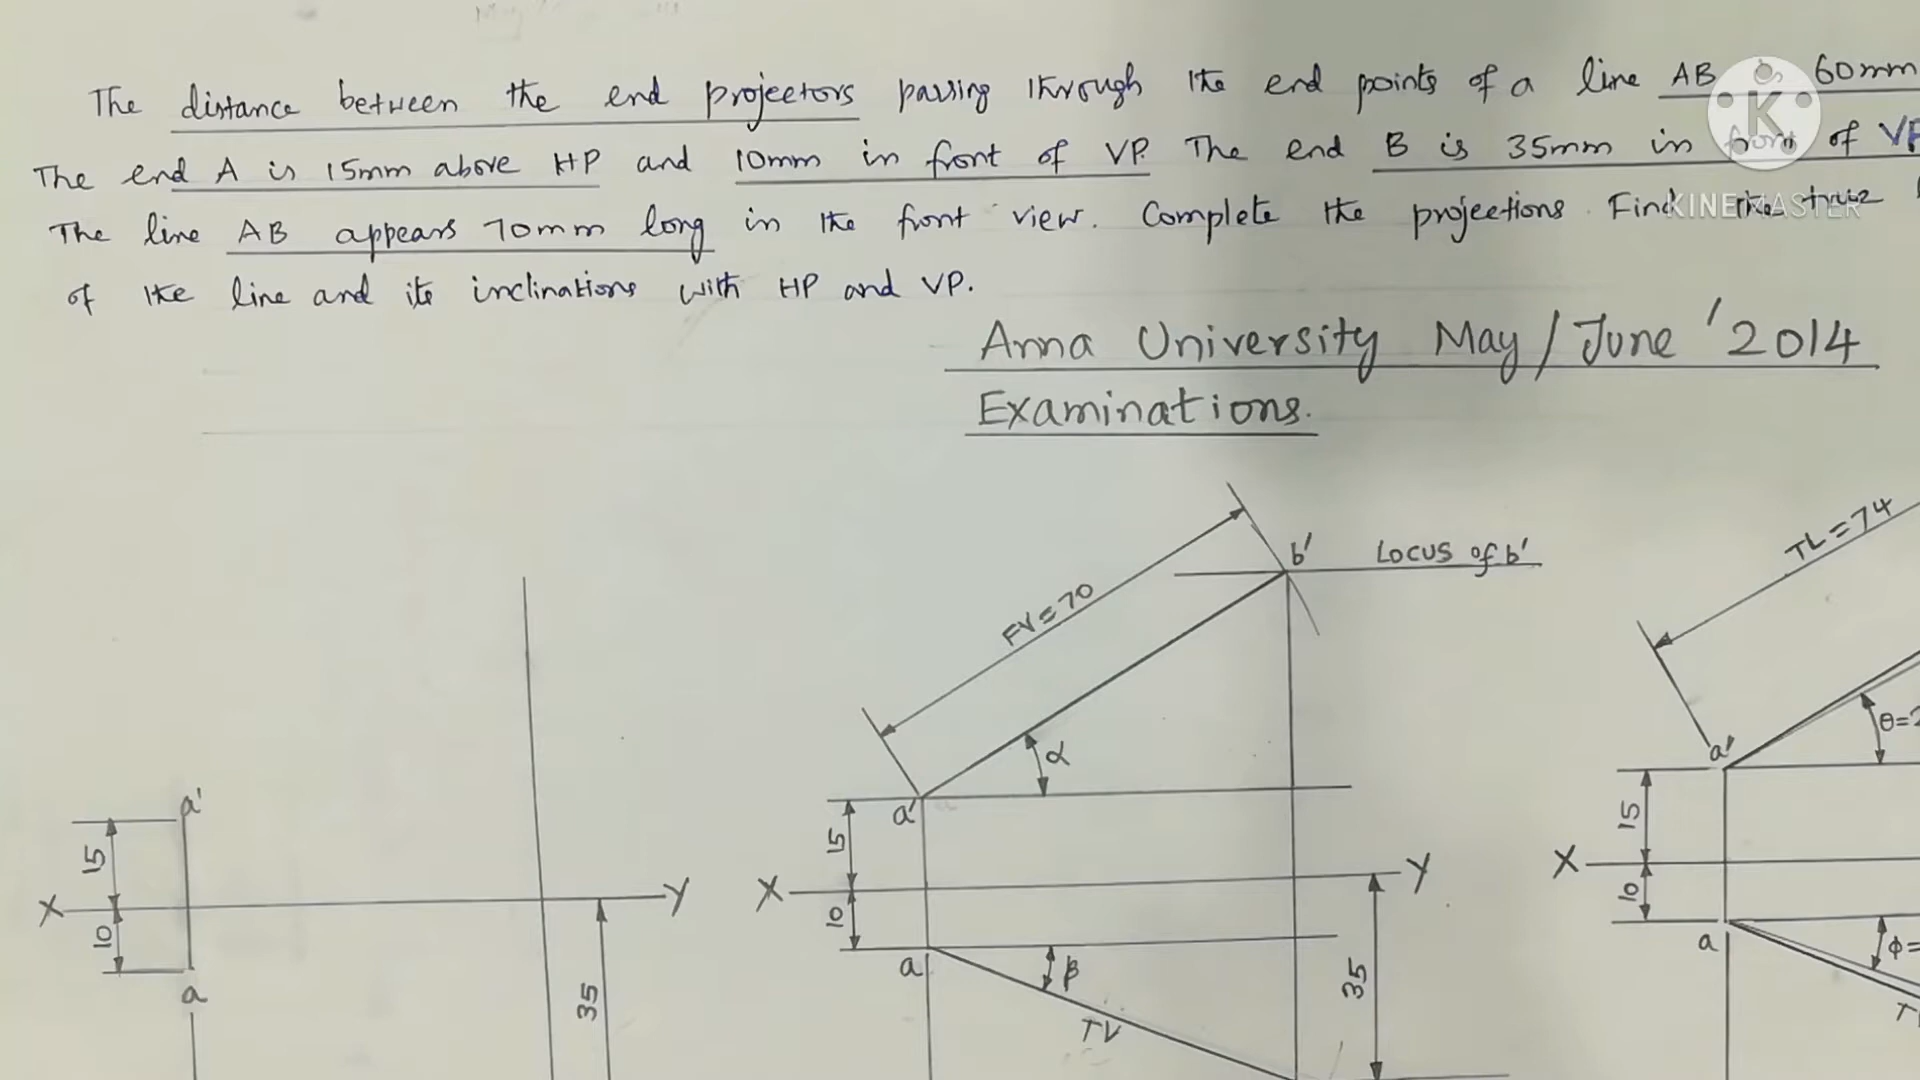 The distance between the end projectors passing through the end points of a line AB is 60mm
The end A is 15mm above HP and 10mm in front of VP. The end B is 35mm in front of VP
The line AB appears 70mm long in the front view. Complete the projections. Find the true
of the line and its inclinations with HP and VP.
K
KINEMASTER
Anna University May/June '2014
Examinations.
b'
Locus of b'
TL=74
FV=70
α
θ=
a'
a'
a'
15
15
15
X
Y
X
Y
X
10
10
10
a
a
a
β
φ=
35
35
TV